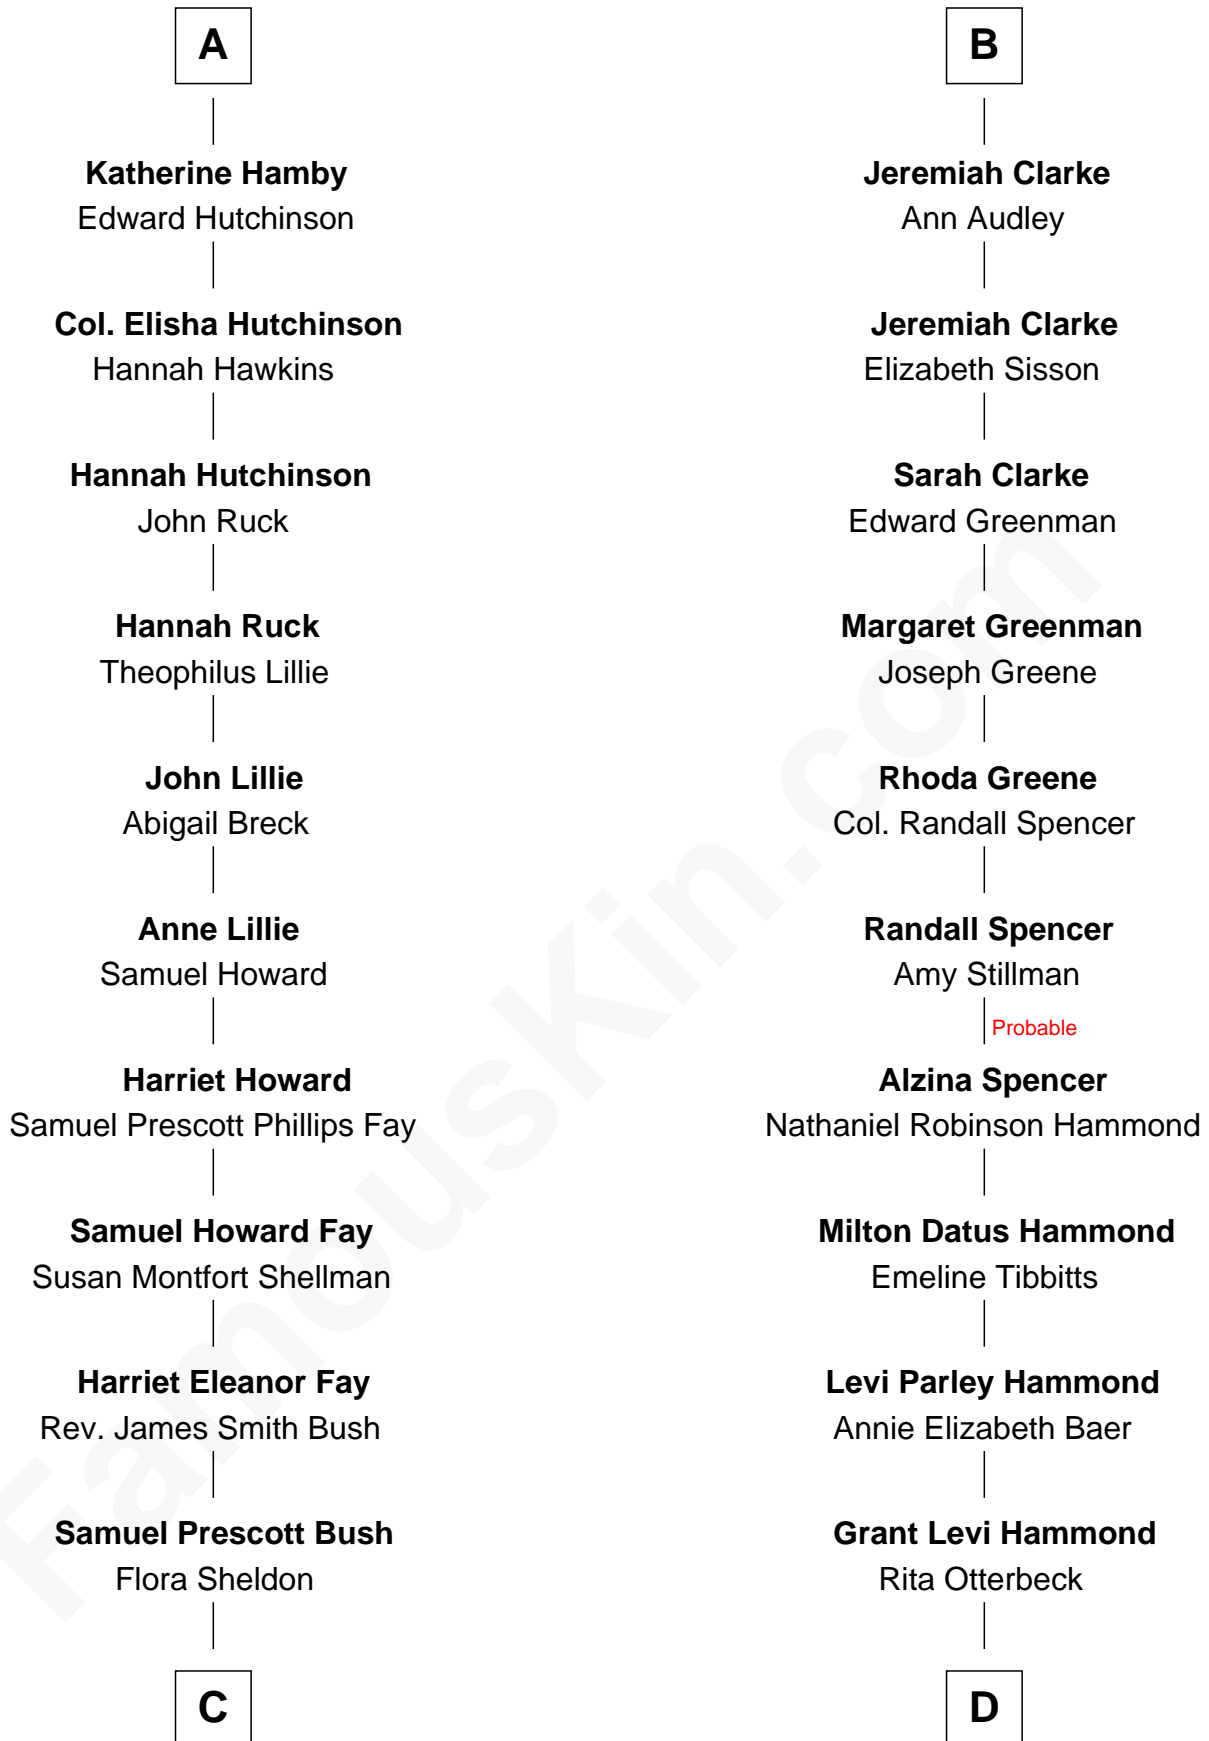 A
Katherine Hamby
Edward Hutchinson
Col. Elisha Hutchinson
Hannah Hawkins
Hannah Hutchinson
John Ruck
Hannah Ruck
Theophilus Lillie
John Lillie
Abigail Breck
Anne Lillie
Samuel Howard
Harriet Howard
Samuel Prescott Phillips Fay
Samuel Howard Fay
Susan Montfort Shellman
Harriet Eleanor Fay
Rev. James Smith Bush
Samuel Prescott Bush
Flora Sheldon
C
B
Jeremiah Clarke
Ann Audley
Jeremiah Clarke
Elizabeth Sisson
Sarah Clarke
Edward Greenman
Margaret Greenman
Joseph Greene
Rhoda Greene
Col. Randall Spencer
Randall Spencer
Amy Stillman
Probable
Alzina Spencer
Nathaniel Robinson Hammond
Milton Datus Hammond
Emeline Tibbitts
Levi Parley Hammond
Annie Elizabeth Baer
Grant Levi Hammond
Rita Otterbeck
D
FamousKin.com